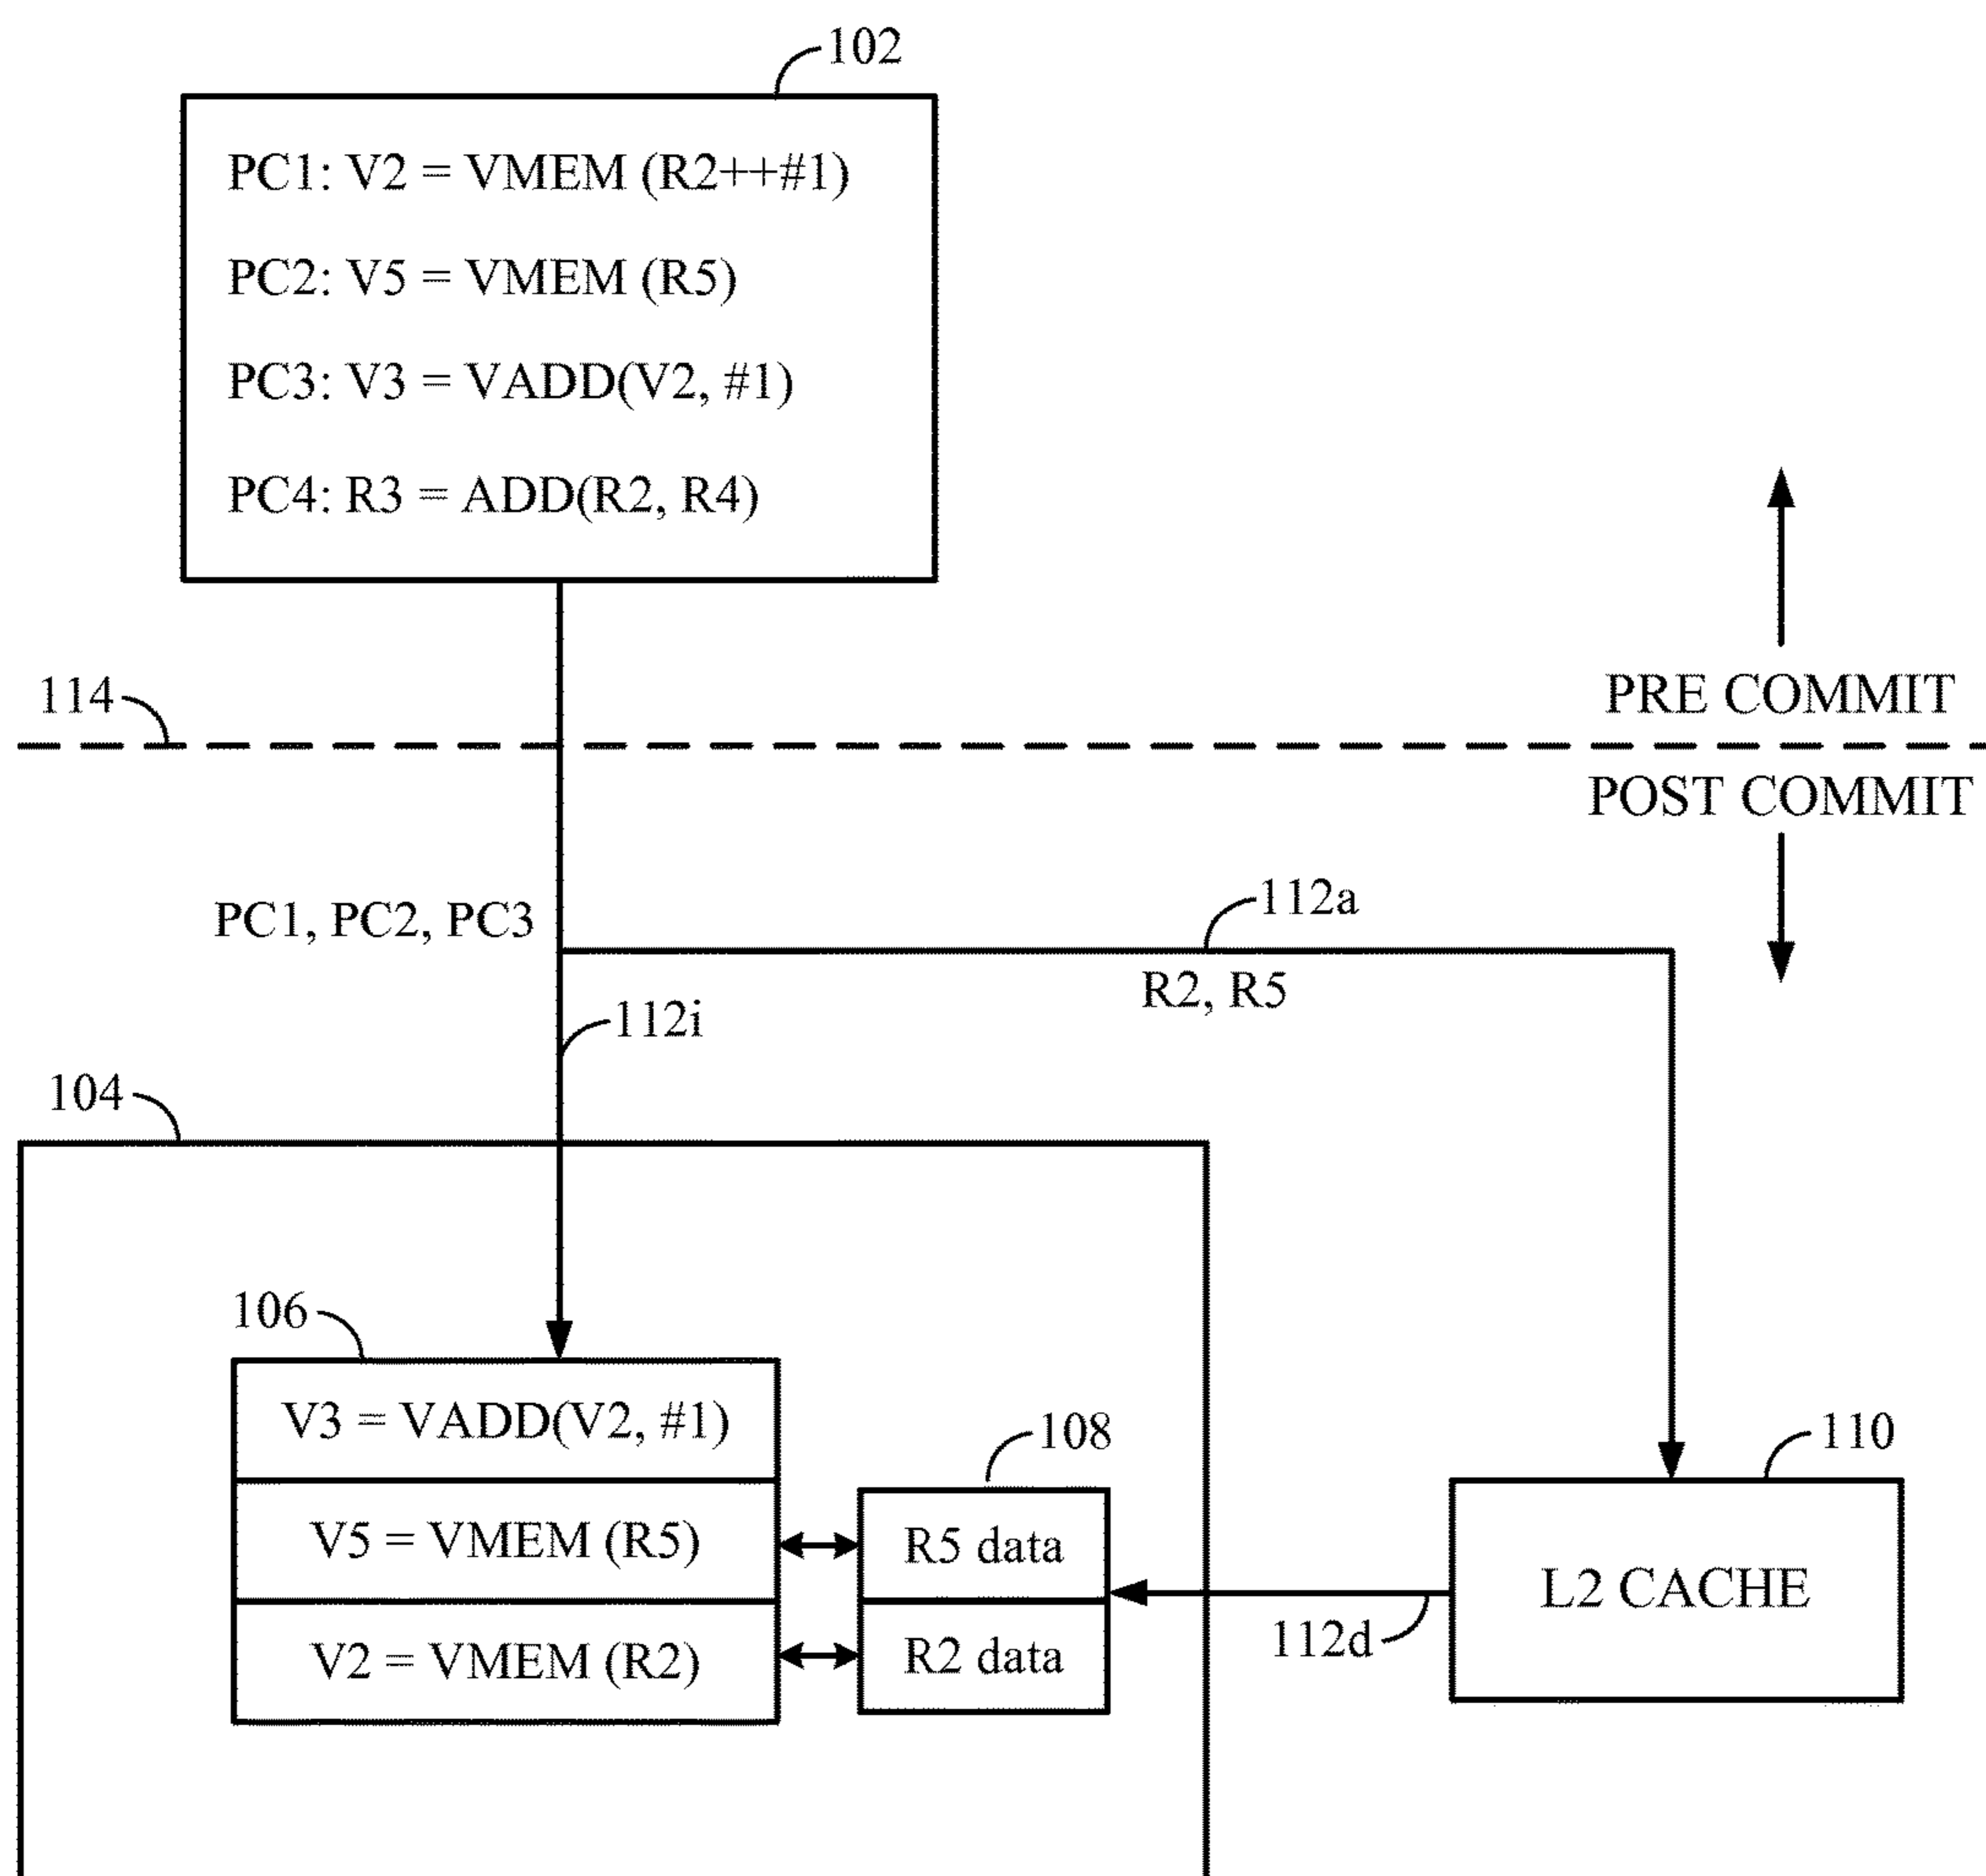 102
PC1: V2 = VMEM (R2++#1)
PC2: V5 = VMEM (R5)
PC3: V3 = VADD(V2, #1)
PC4: R3 = ADD(R2, R4)
114
PRE COMMIT
POST COMMIT
PC1, PC2, PC3
112a
R2, R5
112i
104
106
V3 = VADD(V2, #1)
108
110
V5 = VMEM (R5)
R5 data
L2 CACHE
V2 = VMEM (R2)
R2 data
112d